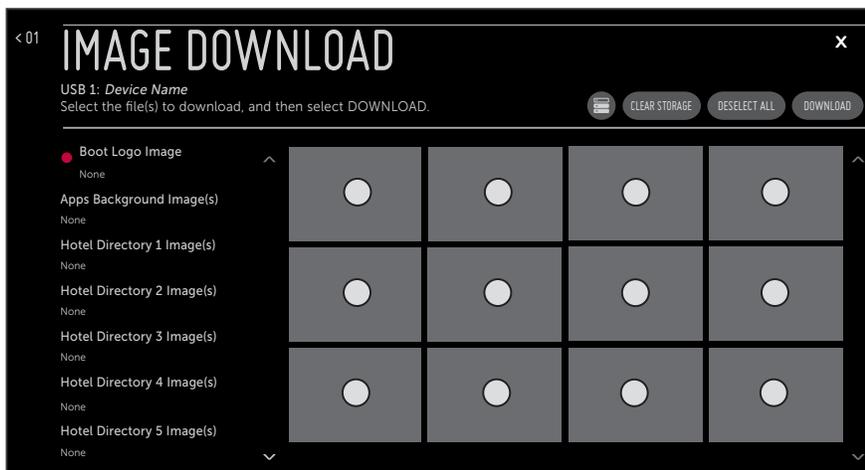 < 01
IMAGE DOWNLOAD
X
USB 1: Device Name
Select the file(s) to download, and then select DOWNLOAD.
CLEAR STORAGE
DESELECT ALL
DOWNLOAD
Boot Logo Image
None
Apps Background Image(s)
None
Hotel Directory 1 Image(s)
None
Hotel Directory 2 Image(s)
None
Hotel Directory 3 Image(s)
None
Hotel Directory 4 Image(s)
None
Hotel Directory 5 Image(s)
None